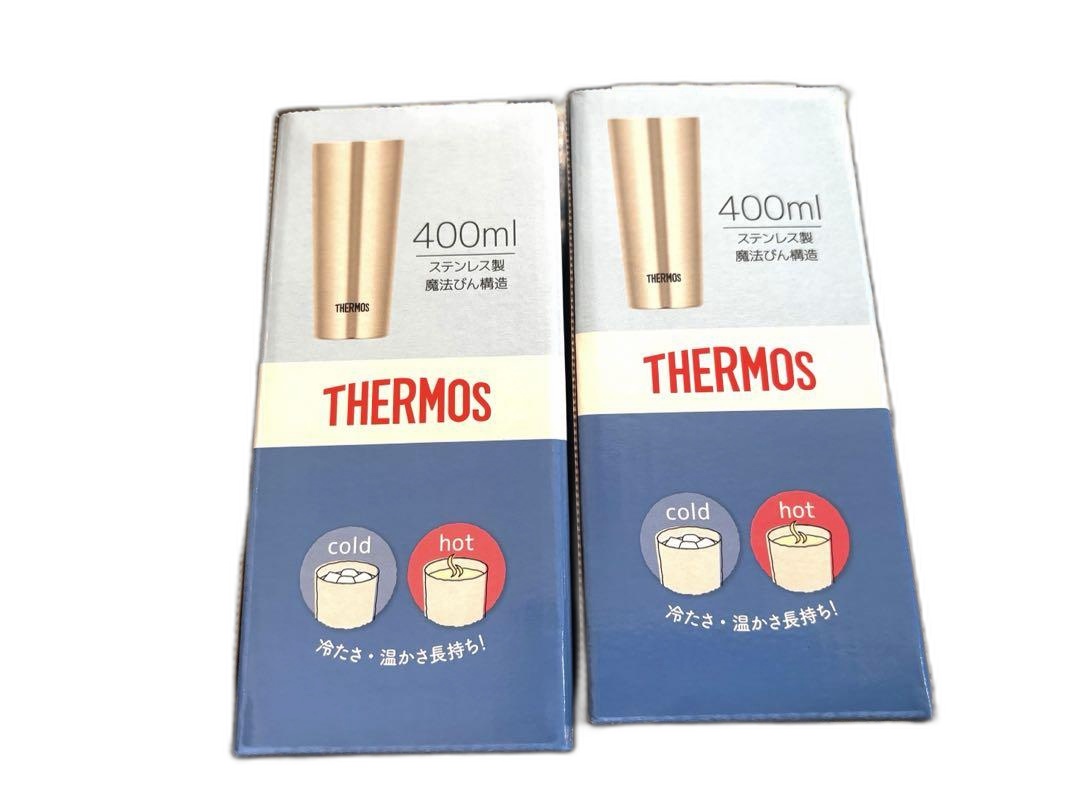 400ml
ステンレス製
魔法びん構造
THERMOS
THERMOS
cold
hot
冷たさ・温かさ長持ち!
400ml
ステンレス製
魔法びん構造
THERMOS
THERMOS
cold
hot
冷たさ・温かさ長持ち!